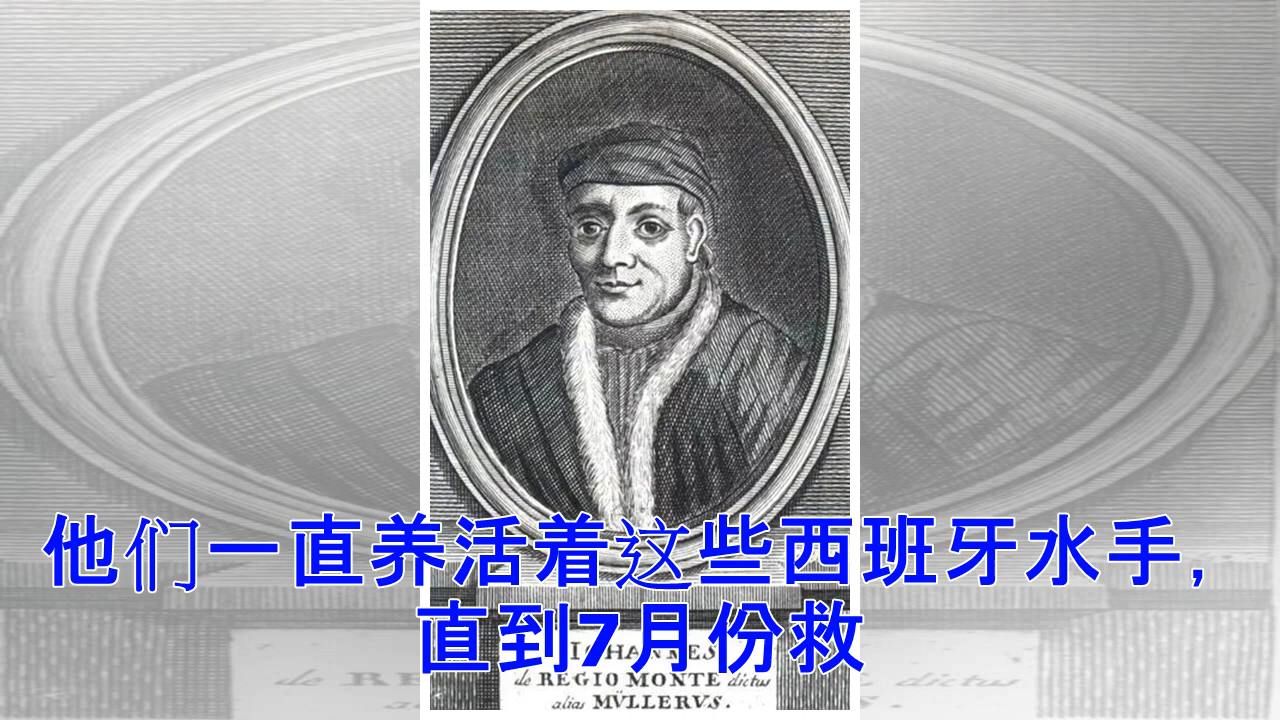 他们一直养活着这些西班牙水手,
直到7月份救
IOHANNES
de REGIO MONTE dictus
alias MÜLLERVS.